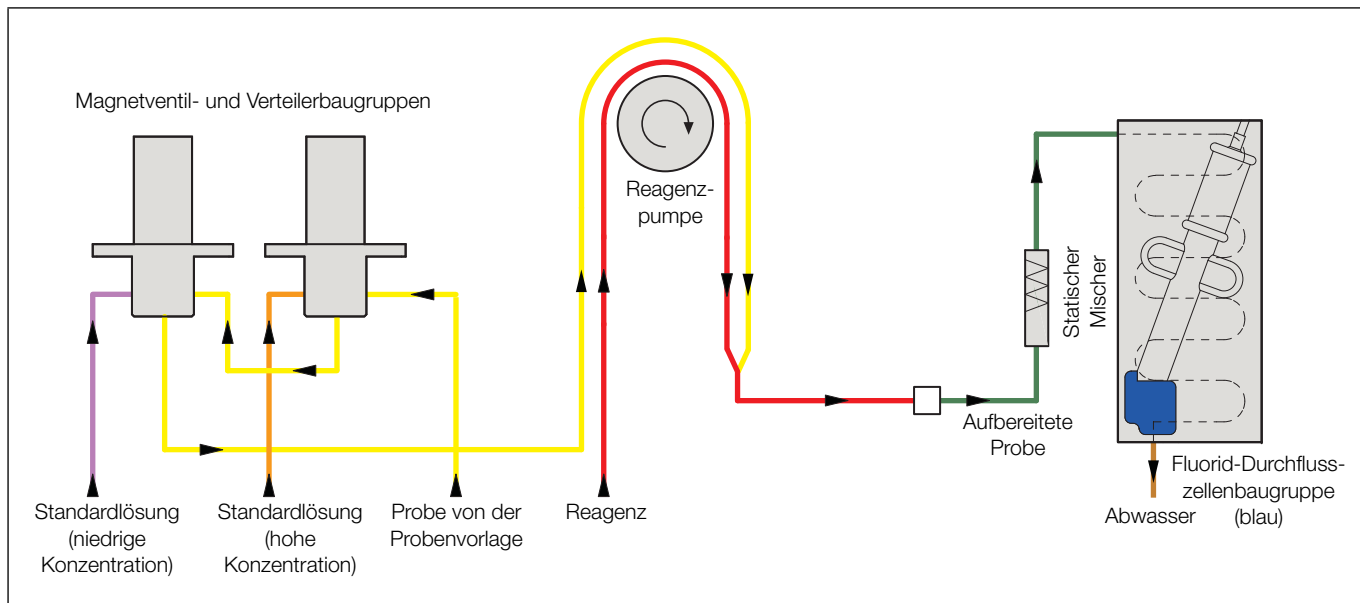 Magnetventil- und Verteilerbaugruppen
Reagenz-
pumpe
Statischer
Mischer
Aufbereitete
Probe
Standardlösung
(niedrige
Konzentration)
Standardlösung
(hohe
Konzentration)
Probe von der
Probenvorlage
Reagenz
Abwasser
Fluorid-Durchfluss-
zellenbaugruppe
(blau)